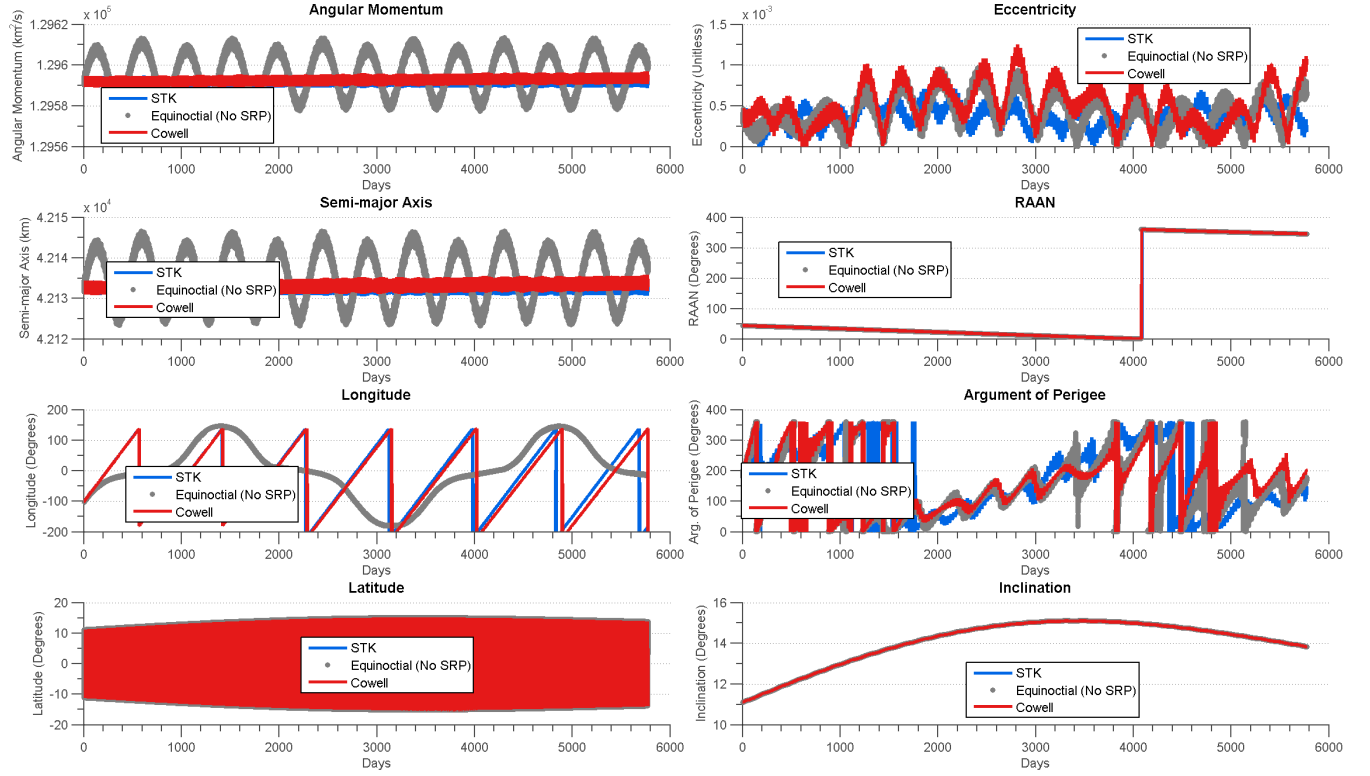 Angular Momentum
1.2962 x 10^5
1.296
1.2958
1.2956
Angular Momentum (km²/s)
STK
Equinoctial (No SRP)
Cowell
0 1000 2000 3000 4000 5000 6000
Days
Eccentricity
1.5 x 10^-3
1
0.5
0
Eccentricity (Unitless)
STK
Equinoctial (No SRP)
Cowell
0 1000 2000 3000 4000 5000 6000
Days
Semi-major Axis
4.215 x 10^4
4.214
4.213
4.212
Semi-major Axis (km)
STK
Equinoctial (No SRP)
Cowell
0 1000 2000 3000 4000 5000 6000
Days
RAAN
400
300
200
100
0
RAAN (Degrees)
STK
Equinoctial (No SRP)
Cowell
0 1000 2000 3000 4000 5000 6000
Days
Longitude
200
100
0
-100
-200
Longitude (Degrees)
STK
Equinoctial (No SRP)
Cowell
0 1000 2000 3000 4000 5000 6000
Days
Argument of Perigee
400
300
200
100
0
Arg. of Perigee (Degrees)
STK
Equinoctial (No SRP)
Cowell
0 1000 2000 3000 4000 5000 6000
Days
Latitude
20
10
0
-10
-20
Latitude (Degrees)
STK
Equinoctial (No SRP)
Cowell
0 1000 2000 3000 4000 5000 6000
Days
Inclination
16
14
12
10
Inclination (Degrees)
STK
Equinoctial (No SRP)
Cowell
0 1000 2000 3000 4000 5000 6000
Days